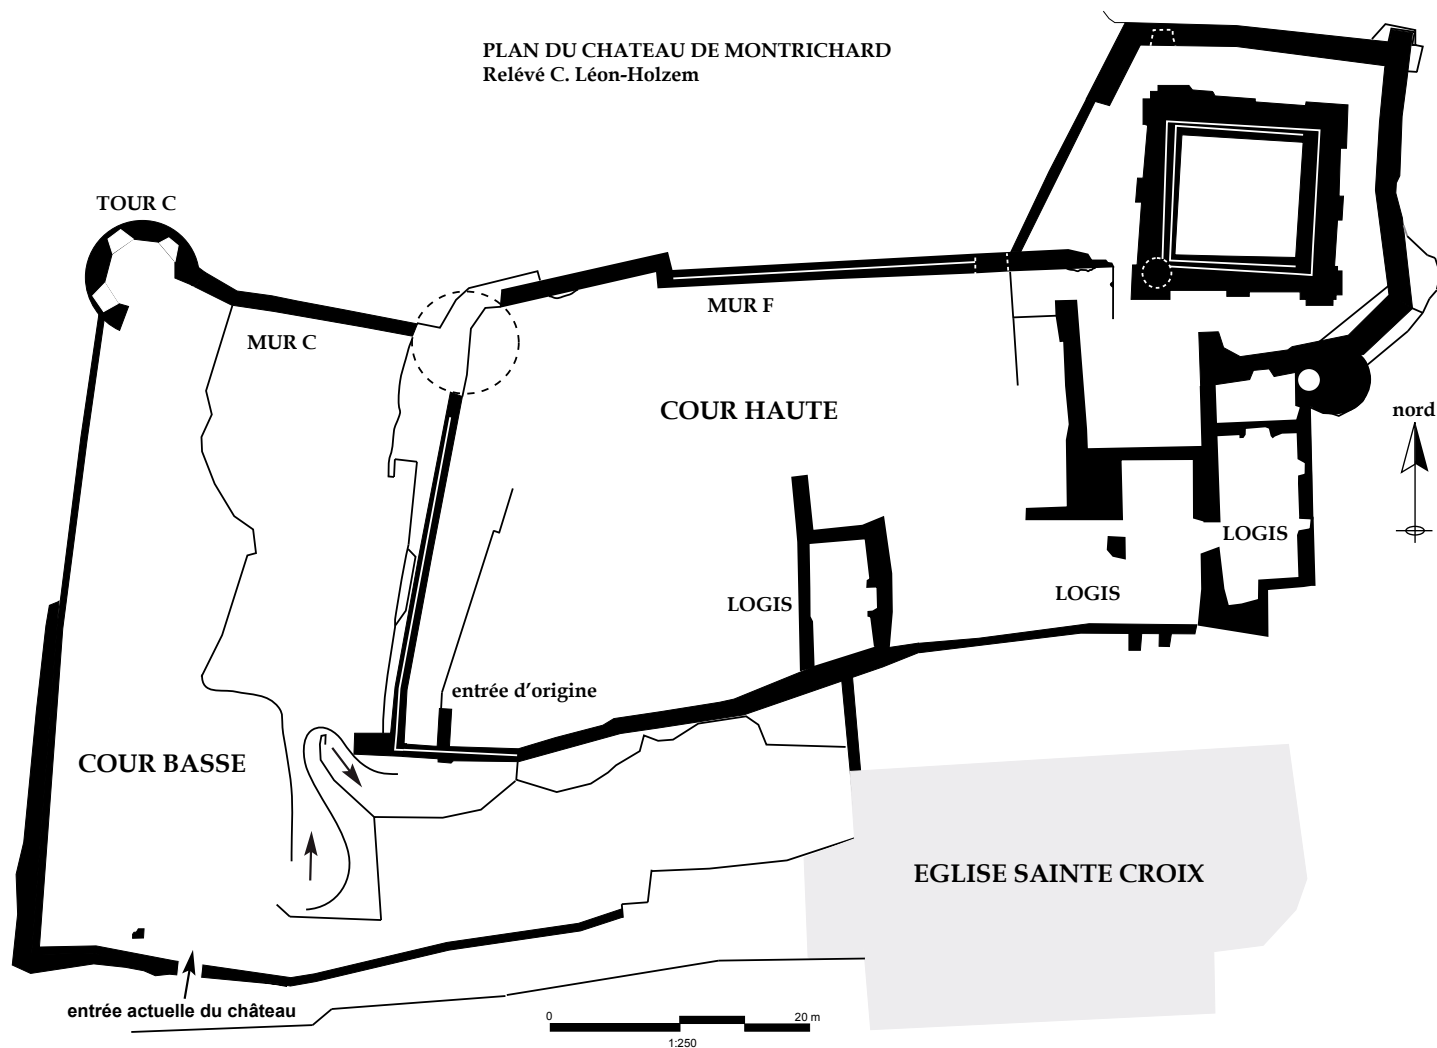 PLAN DU CHATEAU DE MONTRICHARD
Relévé C. Léon-Holzem
TOUR C
MUR C
MUR F
COUR HAUTE
nord
LOGIS
LOGIS
LOGIS
entrée d'origine
COUR BASSE
EGLISE SAINTE CROIX
entrée actuelle du château
0 20 m
1:250